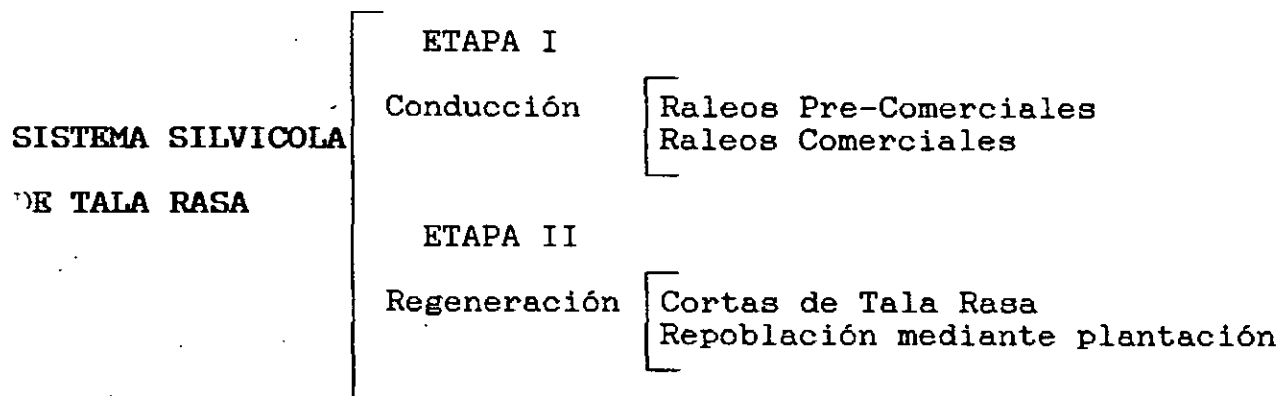 ETAPA I
Conducción
Raleos Pre-Comerciales
Raleos Comerciales
SISTEMA SILVICOLA
DE TALA RASA
ETAPA II
Regeneración
Cortas de Tala Rasa
Repoblación mediante plantación